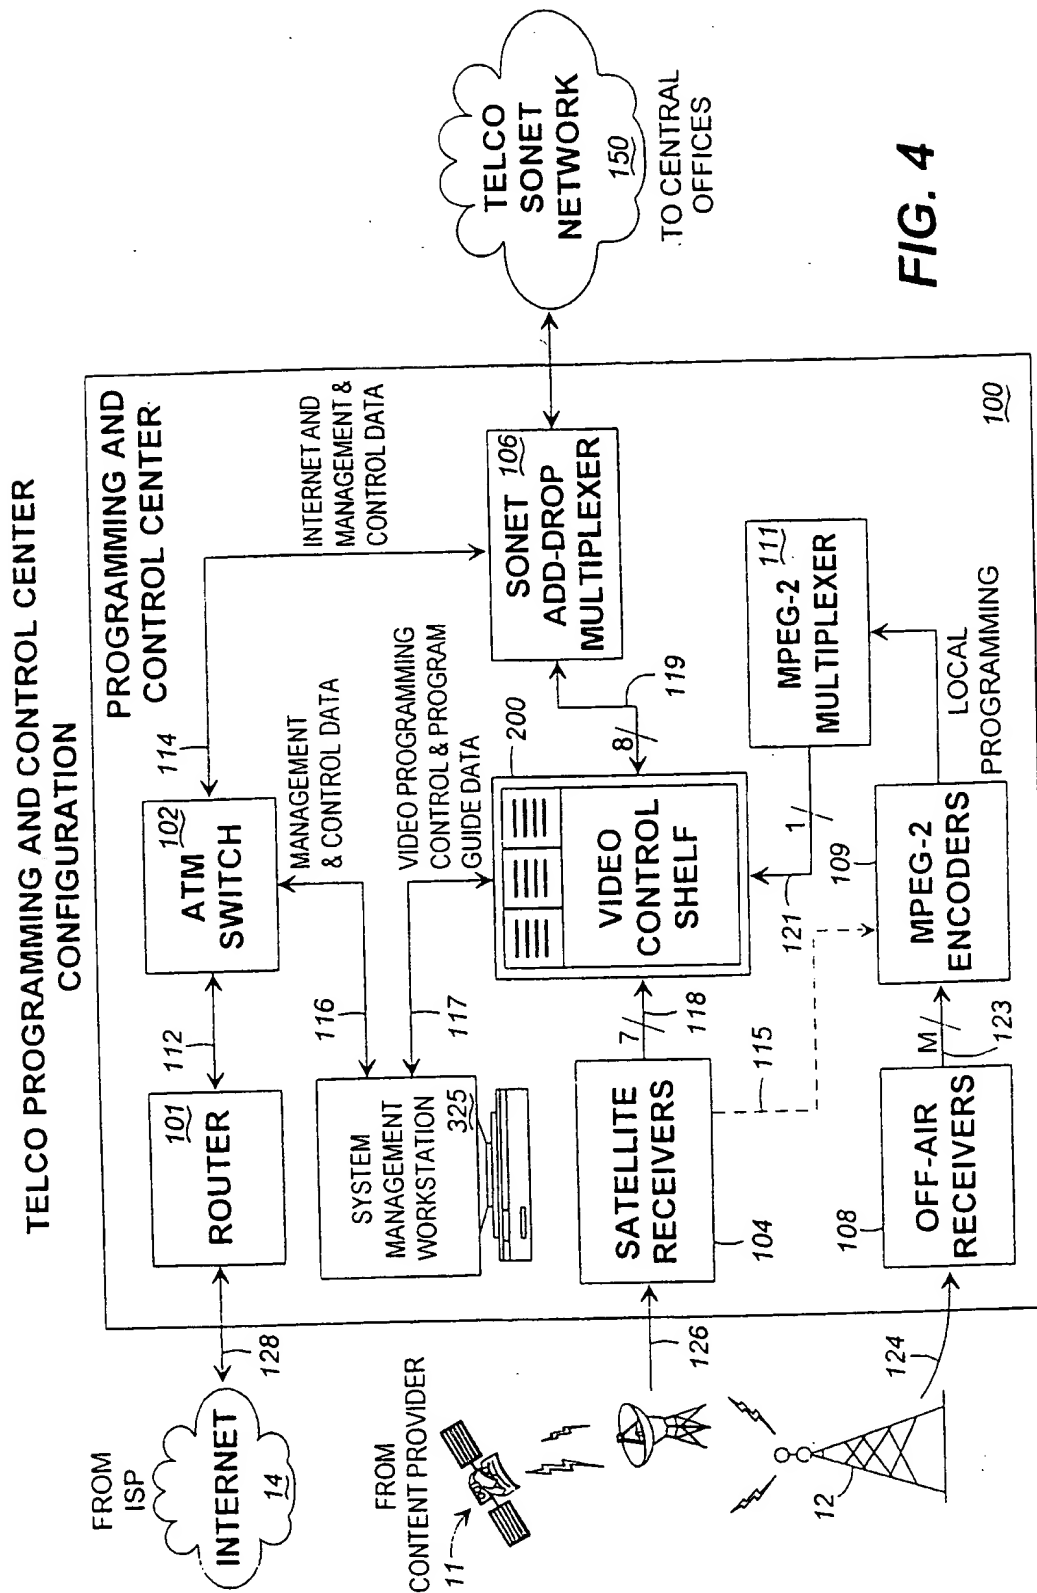 TELCO PROGRAMMING AND CONTROL CENTER
CONFIGURATION
PROGRAMMING AND
CONTROL CENTER
FROM
ISP
INTERNET
14
128
ROUTER
101
112
ATM
SWITCH
102
114
INTERNET AND
MANAGEMENT &
CONTROL DATA
SYSTEM
MANAGEMENT
WORKSTATION
325
116
MANAGEMENT
& CONTROL DATA
117
VIDEO PROGRAMMING
CONTROL & PROGRAM
GUIDE DATA
SONET
ADD-DROP
MULTIPLEXER
106
TELCO
SONET
NETWORK
150
TO CENTRAL
OFFICES
FROM
CONTENT PROVIDER
11
126
SATELLITE
RECEIVERS
104
7
118
115
VIDEO
CONTROL
SHELF
200
8
119
1
121
MPEG-2
MULTIPLEXER
111
12
124
OFF-AIR
RECEIVERS
108
M
123
MPEG-2
ENCODERS
109
LOCAL
PROGRAMMING
100
FIG. 4